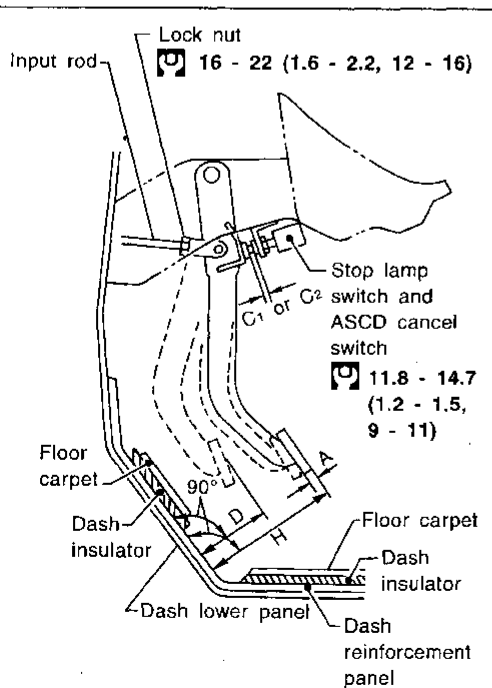 Lock nut
16 - 22 (1.6 - 2.2, 12 - 16)
Input rod
C1 or C2
Stop lamp
switch and
ASCD cancel
switch
11.8 - 14.7
(1.2 - 1.5,
9 - 11)
Floor
carpet
90°
A
D
H
Dash
insulator
Floor carpet
Dash
insulator
Dash lower panel
Dash
reinforcement
panel